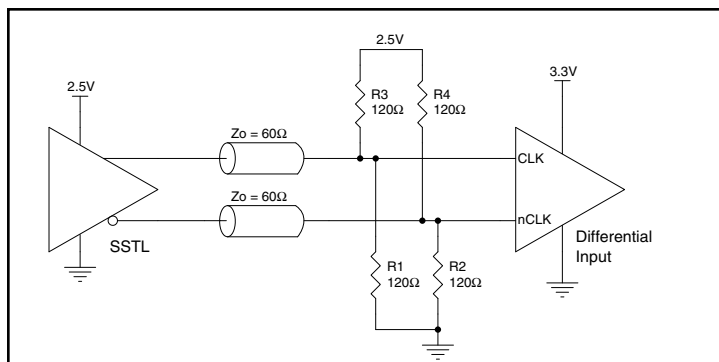 2.5V
2.5V
3.3V
R3
120Ω
R4
120Ω
Zo = 60Ω
CLK
Zo = 60Ω
nCLK
SSTL
Differential
Input
R1
120Ω
R2
120Ω